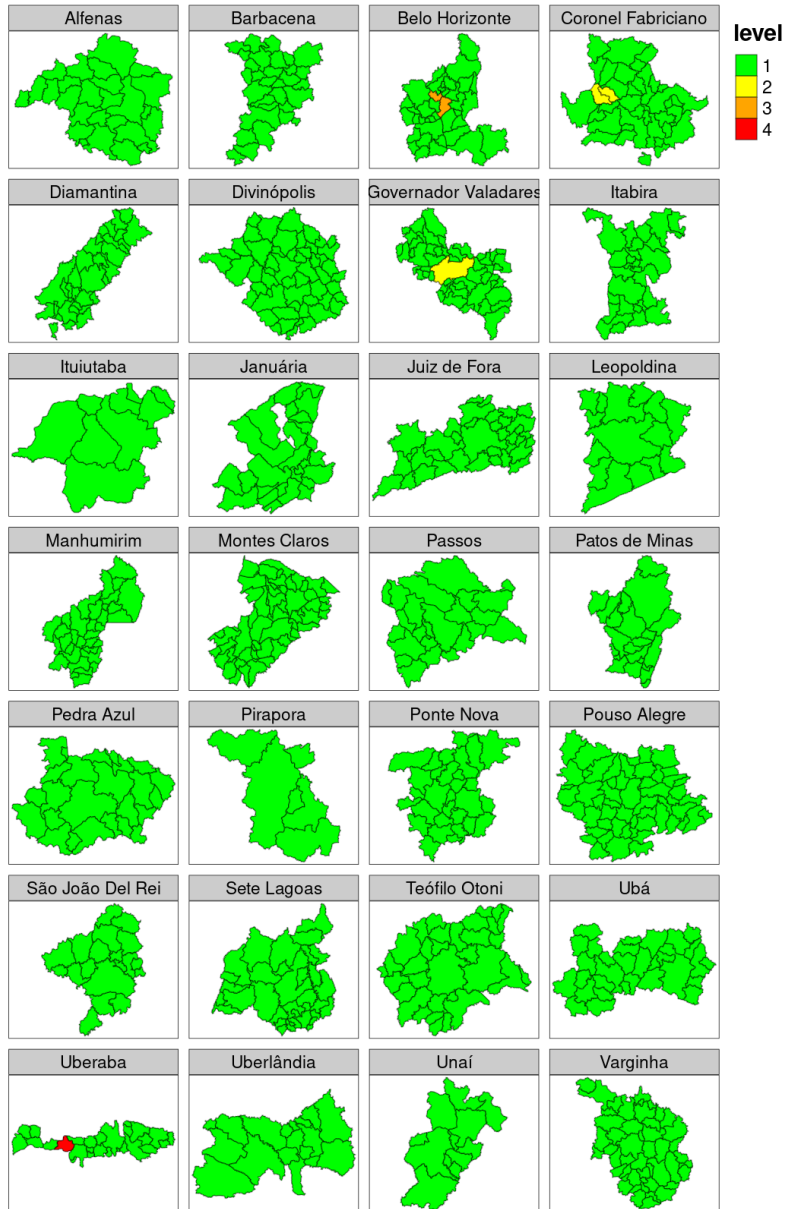 Alfenas
Barbacena
Belo Horizonte
Coronel Fabriciano
level
1
2
3
4
Diamantina
Divinópolis
Governador Valadares
Itabira
Ituiutaba
Januária
Juiz de Fora
Leopoldina
Manhumirim
Montes Claros
Passos
Patos de Minas
Pedra Azul
Pirapora
Ponte Nova
Pouso Alegre
São João Del Rei
Sete Lagoas
Teófilo Otoni
Ubá
Uberaba
Uberlândia
Unaí
Varginha